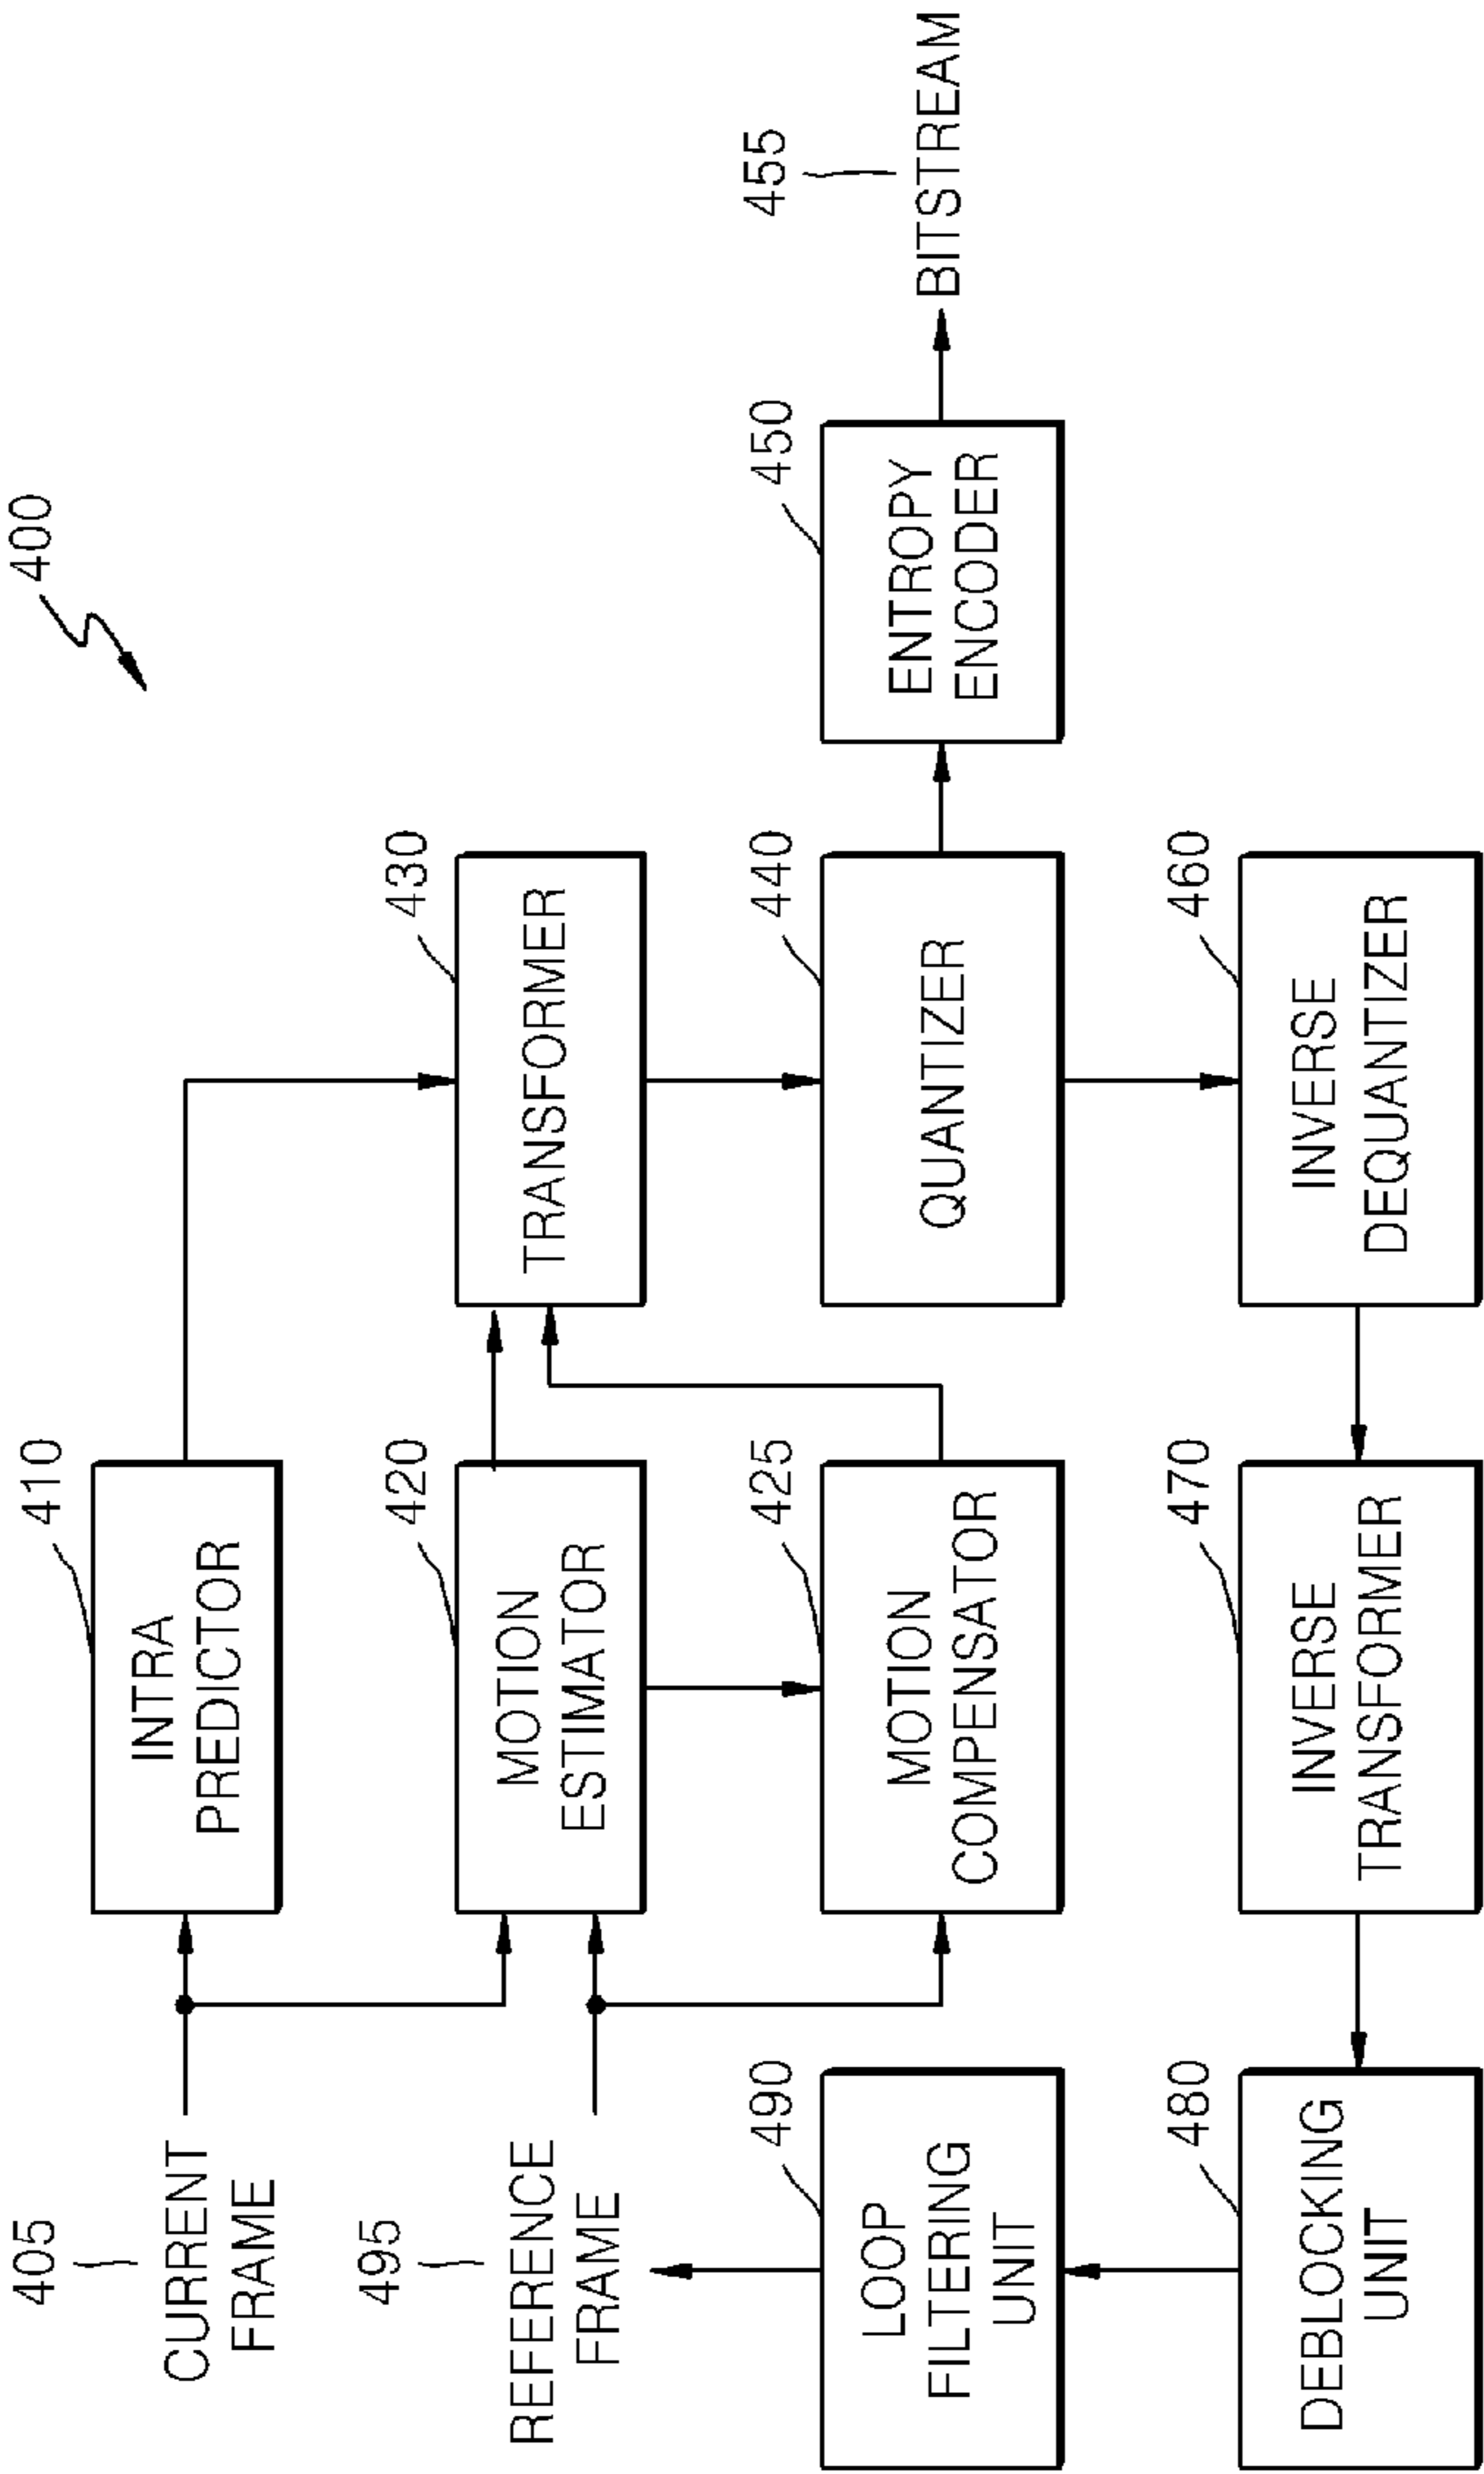 400
405
CURRENT
FRAME
410
INTRA
PREDICTOR
495
REFERENCE
FRAME
420
MOTION
ESTIMATOR
430
TRANSFORMER
490
LOOP
FILTERING
UNIT
425
MOTION
COMPENSATOR
440
QUANTIZER
450
ENTROPY
ENCODER
455
BITSTREAM
480
DEBLOCKING
UNIT
470
INVERSE
TRANSFORMER
460
INVERSE
DEQUANTIZER